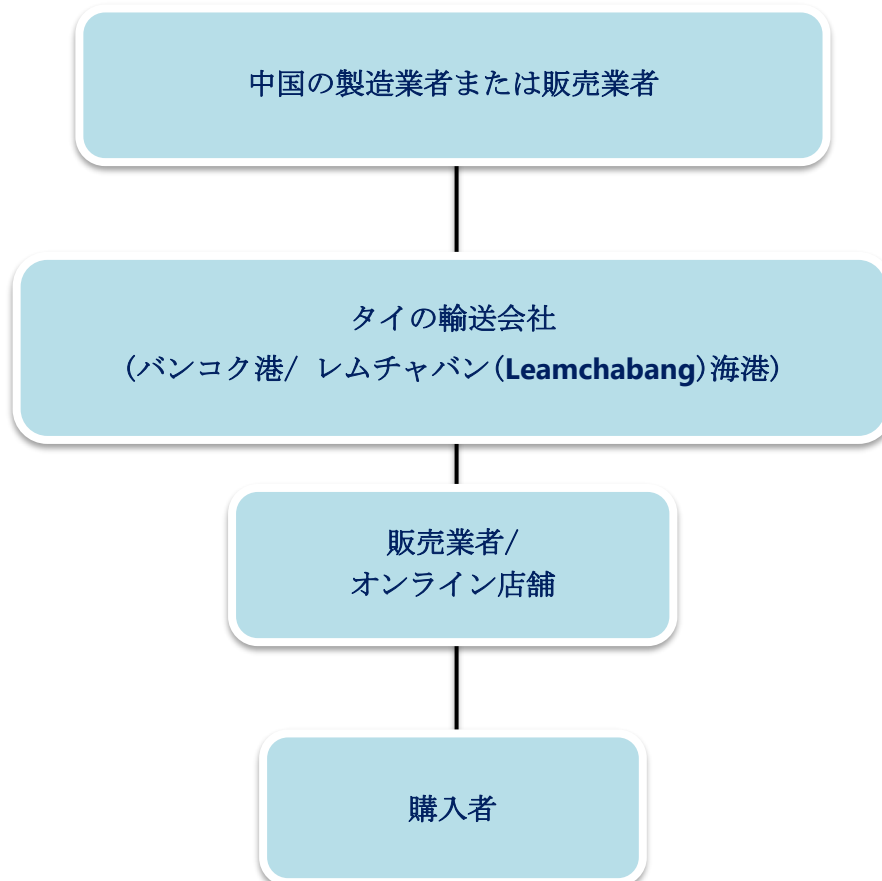 中国の製造業者または販売業者
タイの輸送会社
(バンコク港/ レムチャバン(Leamchabang)海港)
販売業者/
オンライン店舗
購入者